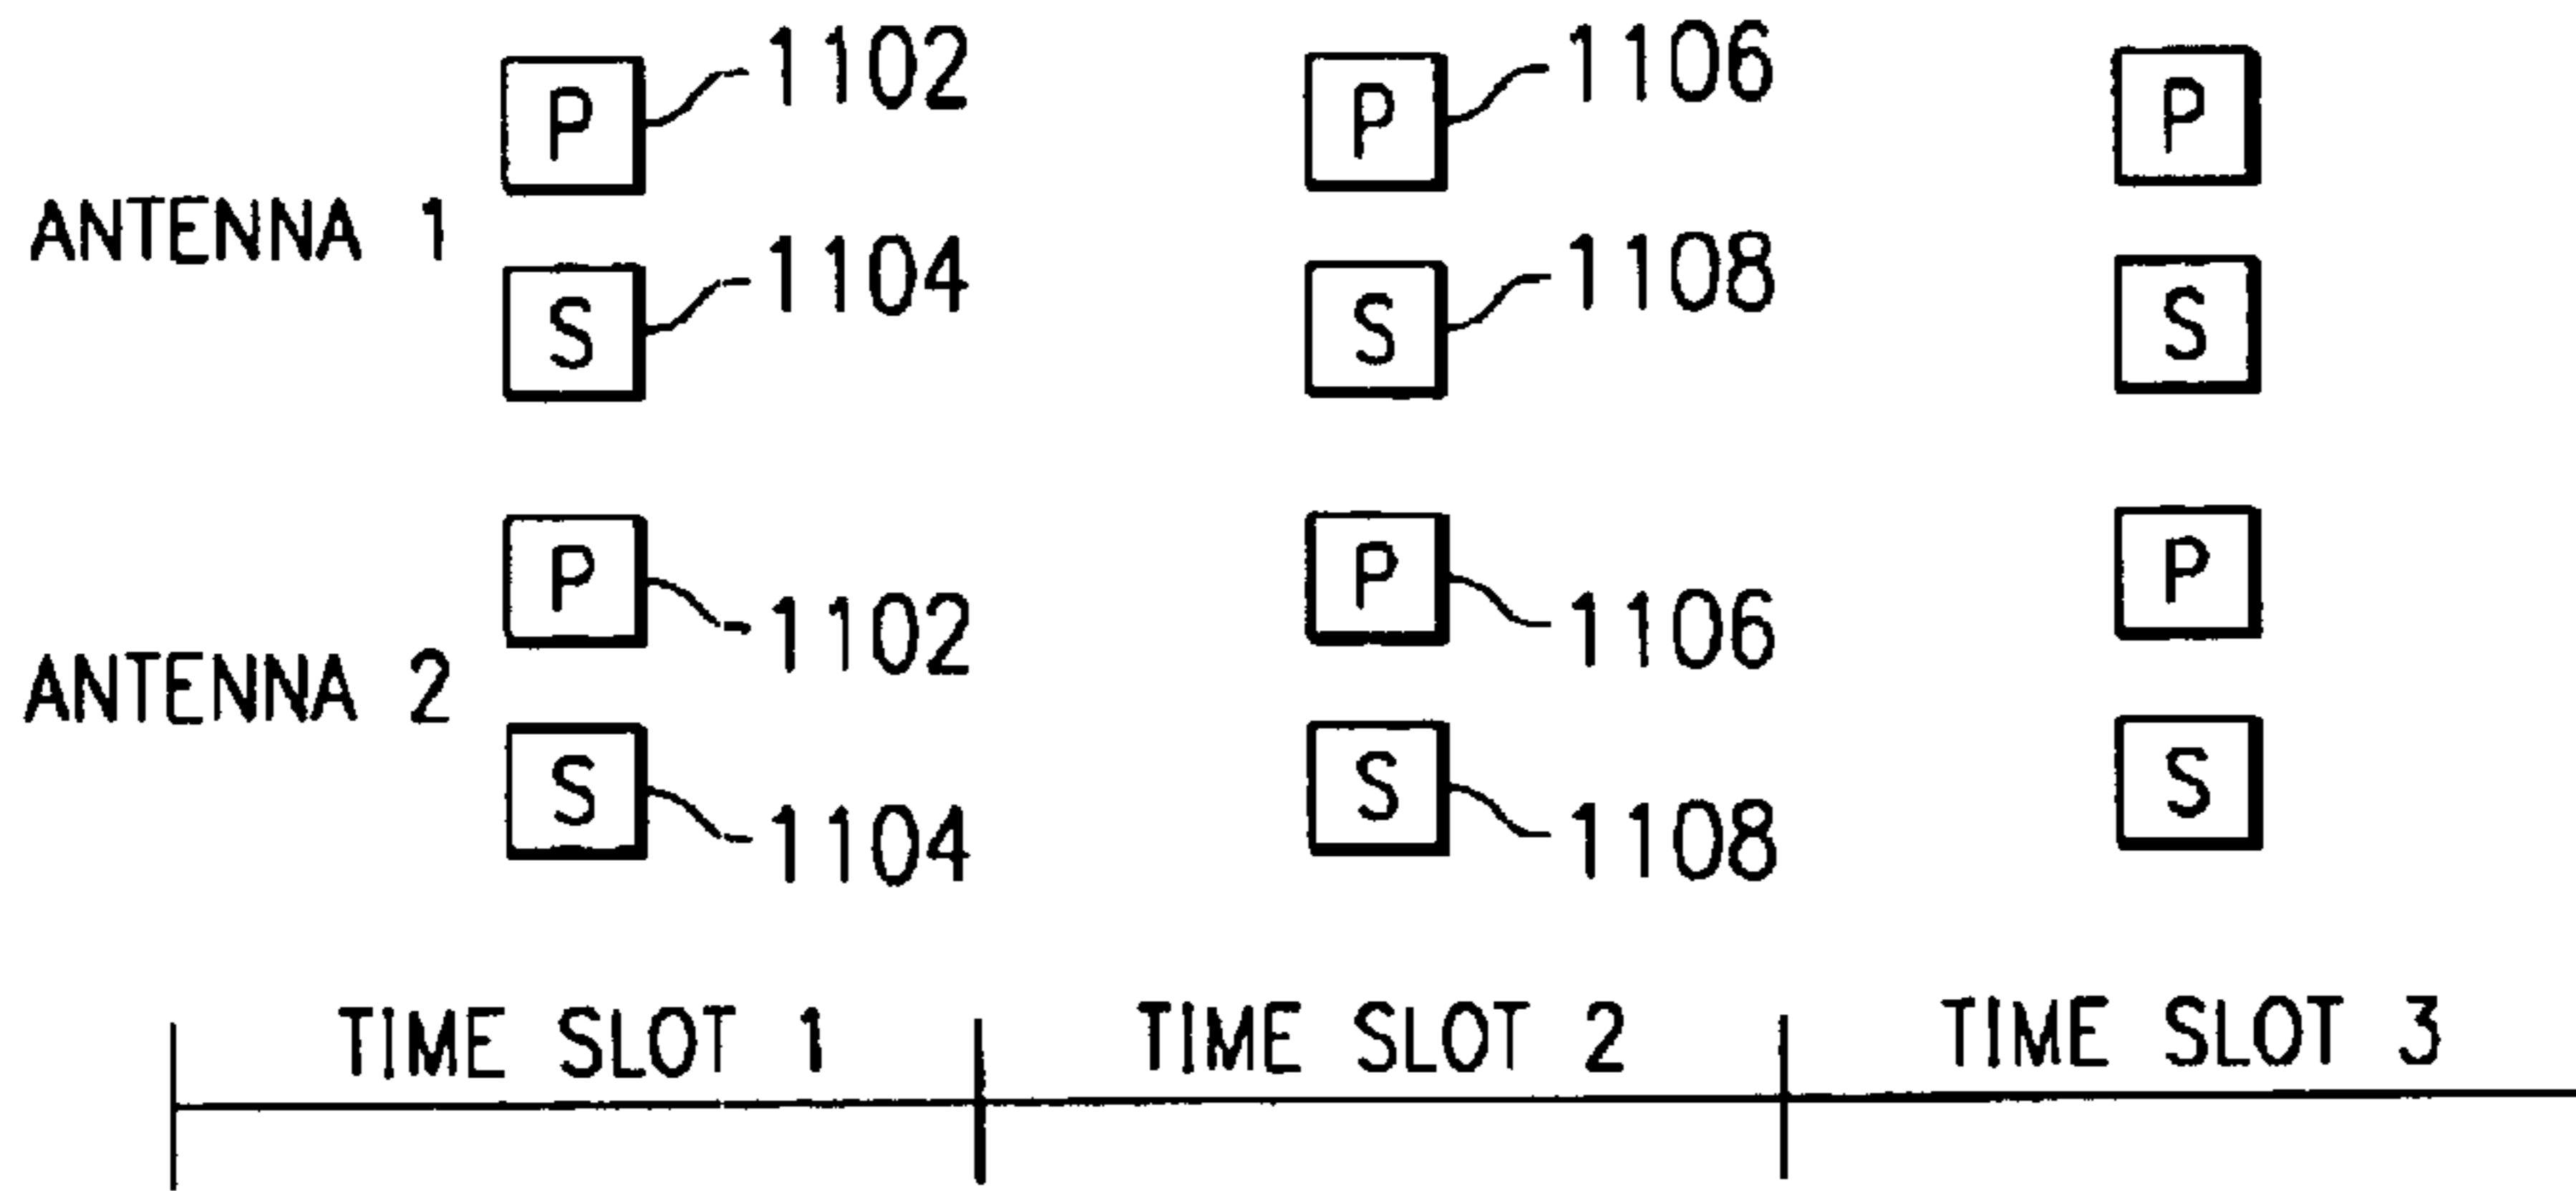 P 1102 P 1106 P
ANTENNA 1
S 1104 S 1108 S
P 1102 P 1106 P
ANTENNA 2
S 1104 S 1108 S
TIME SLOT 1 TIME SLOT 2 TIME SLOT 3